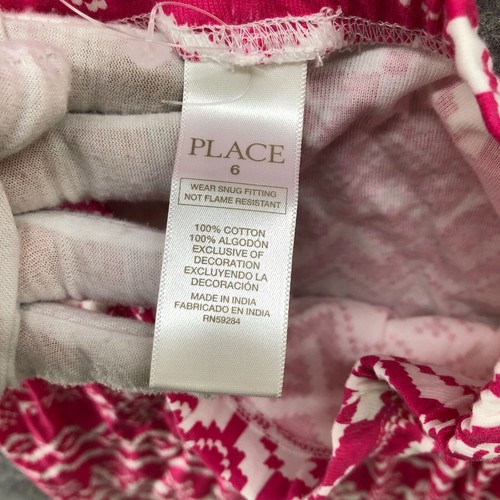 PLACE
6
WEAR SNUG FITTING
NOT FLAME RESISTANT
100% COTTON
100% ALGODÓN
EXCLUSIVE OF
DECORATION
EXCLUYENDO LA
DECORACIÓN
MADE IN INDIA
FABRICADO EN INDIA
RN59284